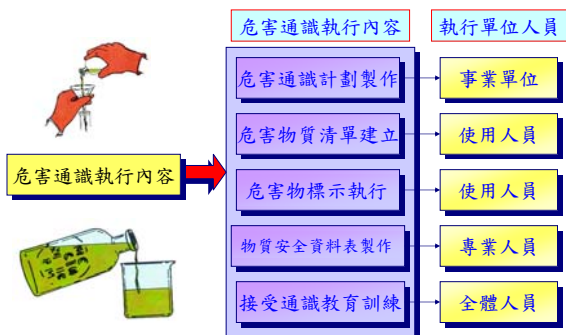 危害通識執行內容 執行單位人員
危害通識計劃製作 事業單位
危害物質清單建立 使用人員
危害通識執行內容
危害物標示執行 使用人員
物質安全資料表製作 專業人員
接受通識教育訓練 全體人員